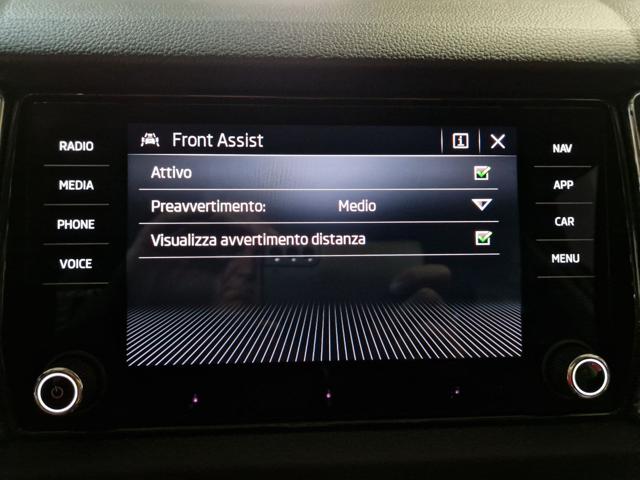 Front Assist
Attivo
Preavvertimento: Medio
Visualizza avvertimento distanza
RADIO
MEDIA
PHONE
VOICE
NAV
APP
CAR
MENU